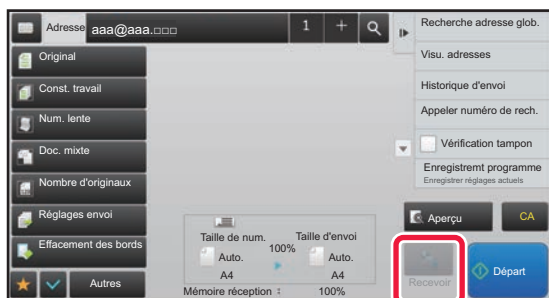 Adresse aaa@aaa.□□□ 1 +
Original
Const. travail
Num. lente
Doc. mixte
Nombre d'originaux
Réglages envoi
Effacement des bords
Autres
Taille de num. 100% Taille d'envoi
Auto. Auto.
A4 A4
Mémoire réception : 100%
Recherche adresse glob.
Visu. adresses
Historique d'envoi
Appeler numéro de rech.
Vérification tampon
Enregistremt programme
Enregistrer réglages actuels
Aperçu CA
Recevoir Départ